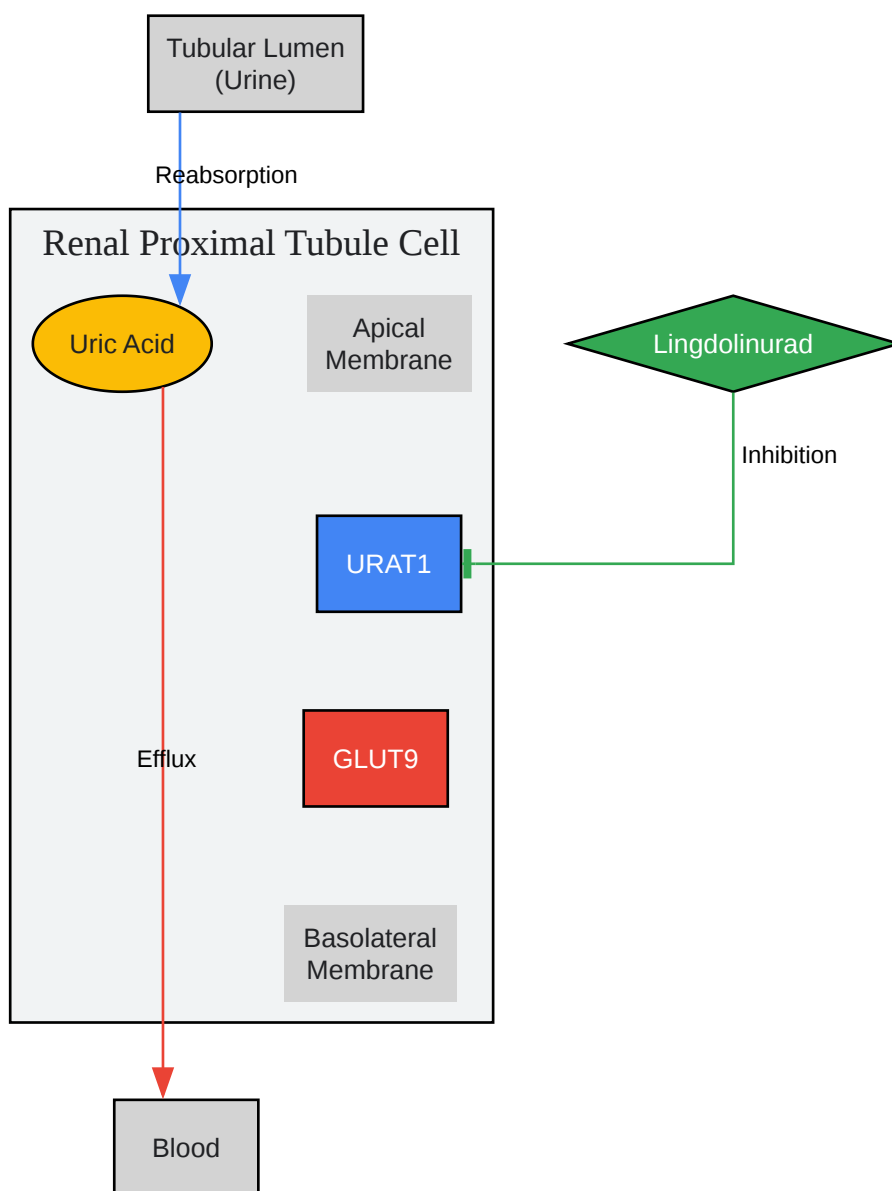 Tubular Lumen
(Urine)
Reabsorption
Renal Proximal Tubule Cell
Uric Acid
Apical
Membrane
Lingdolinurad
Inhibition
URAT1
Efflux
GLUT9
Basolateral
Membrane
Blood